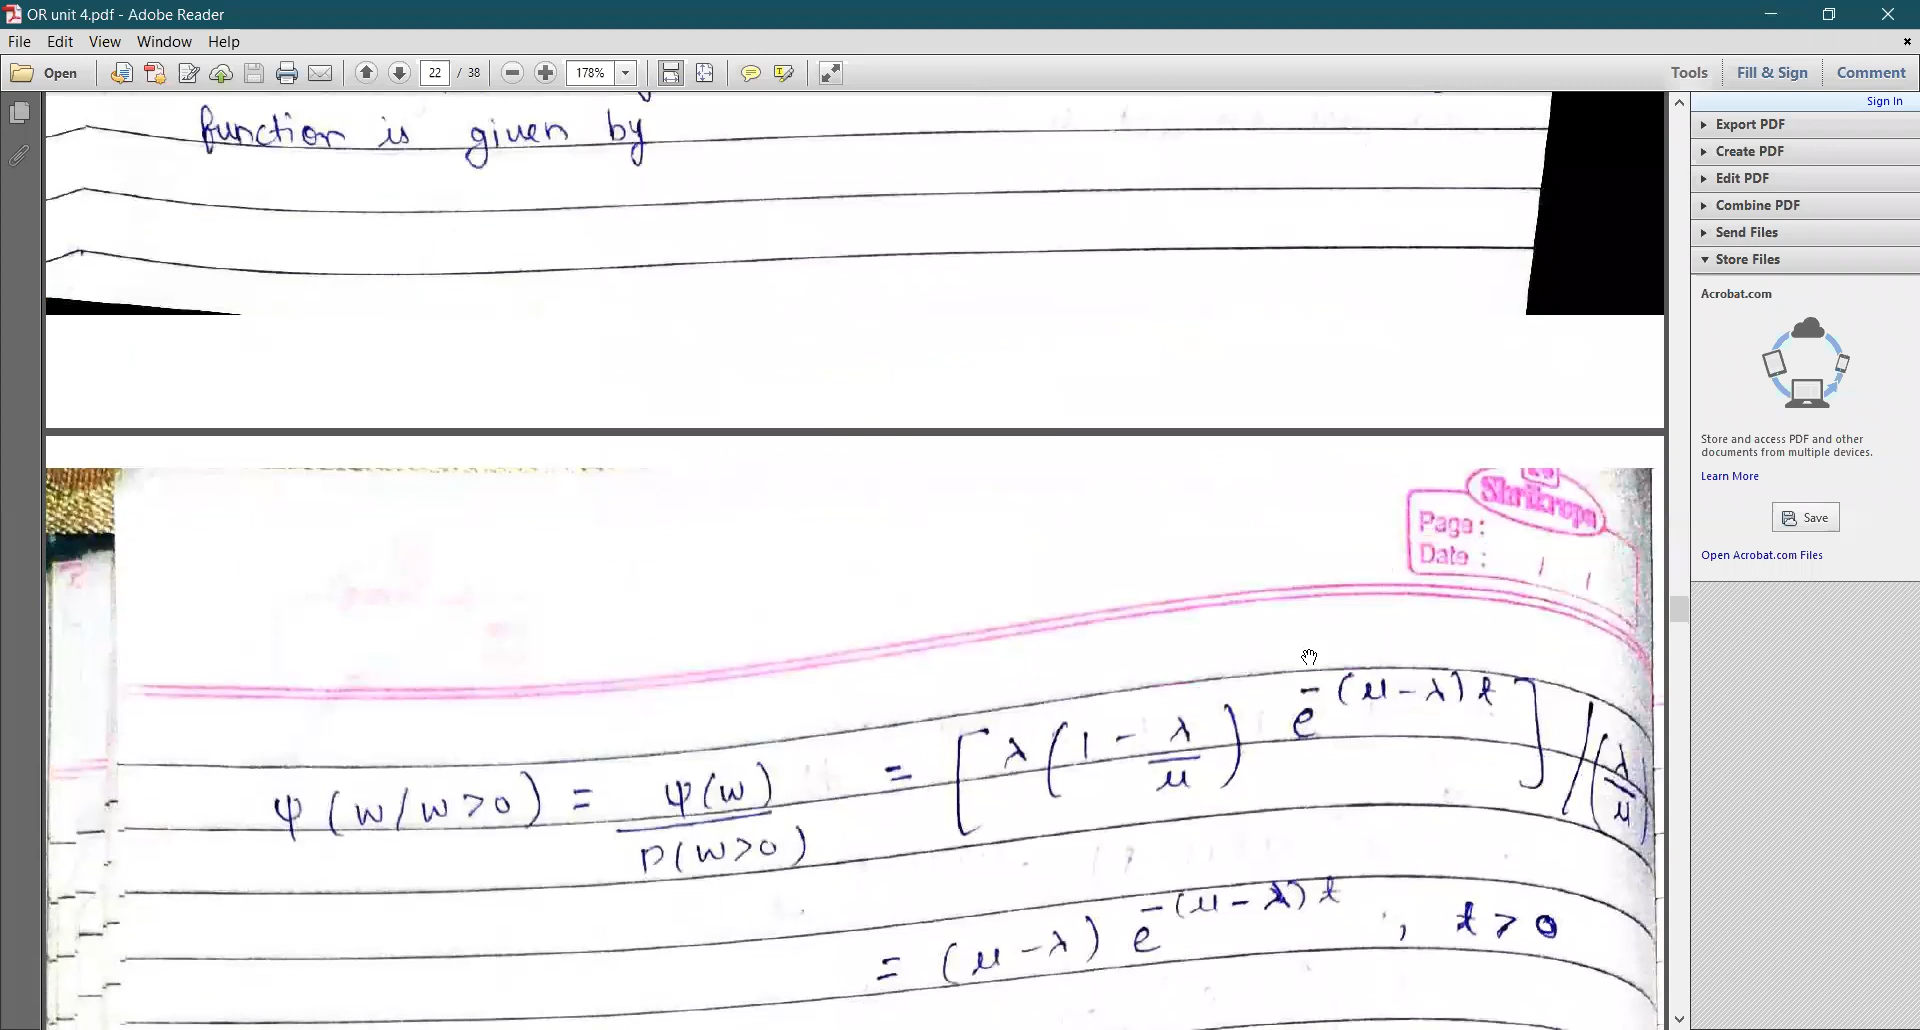 OR unit 4.pdf - Adobe Reader
File Edit View Window Help
Open 22 / 38 178% Tools Fill & Sign Comment
Sign In
Export PDF
Create PDF
Edit PDF
Combine PDF
Send Files
Store Files
Acrobat.com
Store and access PDF and other
documents from multiple devices.
Learn More
Save
Open Acrobat.com Files
function is given by
Shrikrupa
Page :
Date : / /
ψ(w/w>0) = ψ(w) / P(w>0) = [λ(1 - λ/μ) e^-(μ-λ)t] / (λ/μ)
= (μ-λ) e^-(μ-λ)t , t > 0